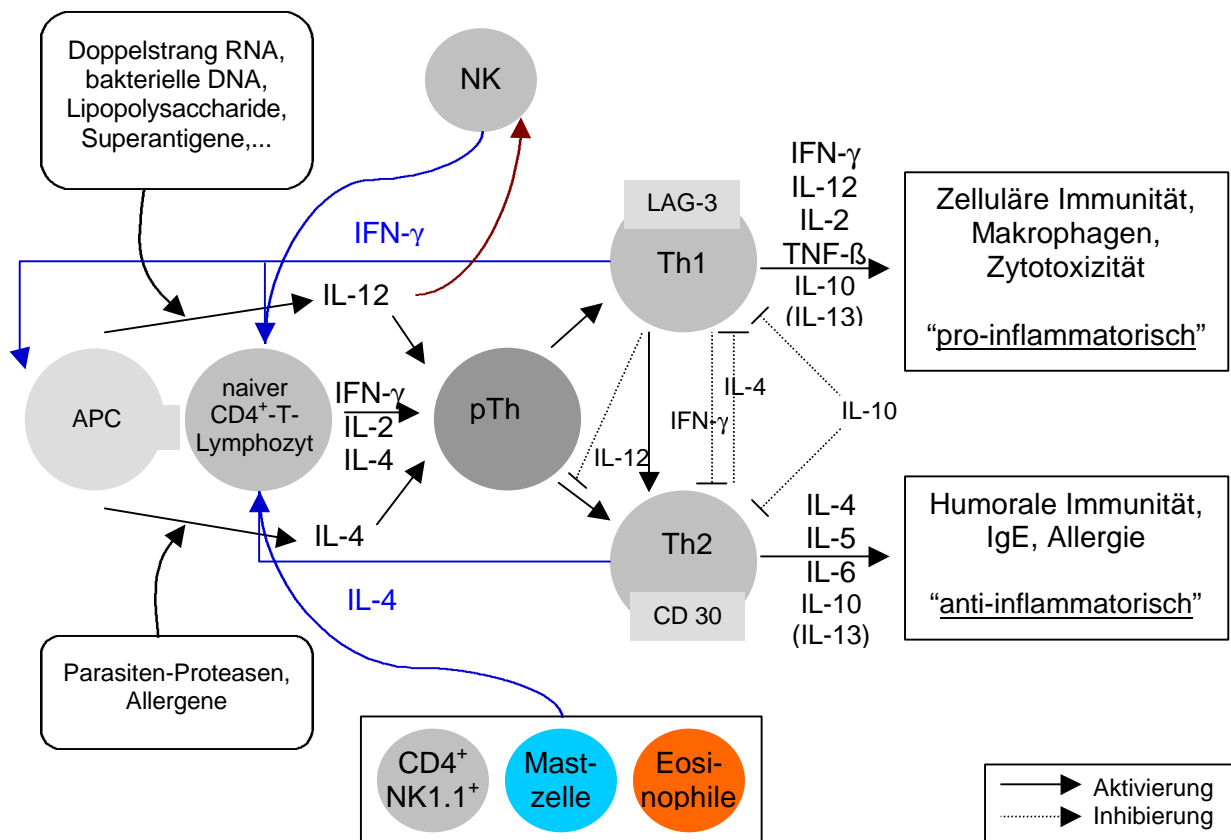 Doppelstrang RNA,
bakterielle DNA,
Lipopolysaccharide,
Superantigene,...
NK
IFN-γ
IL-12
APC
naiver
CD4⁺-T-
Lymphozyt
IFN-γ
IL-2
IL-4
pTh
IL-4
IL-4
Parasiten-Proteasen,
Allergene
LAG-3
Th1
IL-12
IFN-γ
IL-4
IL-10
Th2
CD 30
IFN-γ
IL-12
IL-2
TNF-ß
IL-10
(IL-13)
Zelluläre Immunität,
Makrophagen,
Zytotoxizität
“pro-inflammatorisch”
IL-4
IL-5
IL-6
IL-10
(IL-13)
Humorale Immunität,
IgE, Allergie
“anti-inflammatorisch”
CD4⁺
NK1.1⁺
Mast-
zelle
Eosi-
nophile
Aktivierung
Inhibierung